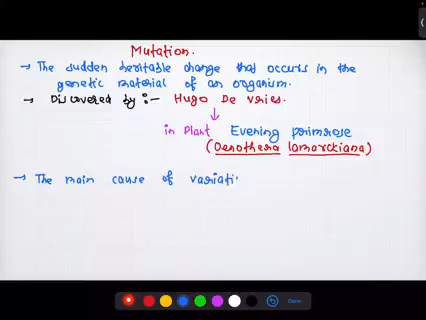 Mutation.
→ The sudden heritable change that occurs in the
genetic material of an organism.
→ Discovered by :- Hugo De vries.
↓
in Plant Evening primrose
(Oenothera lamarckiana)
→ The main cause of variati
Done